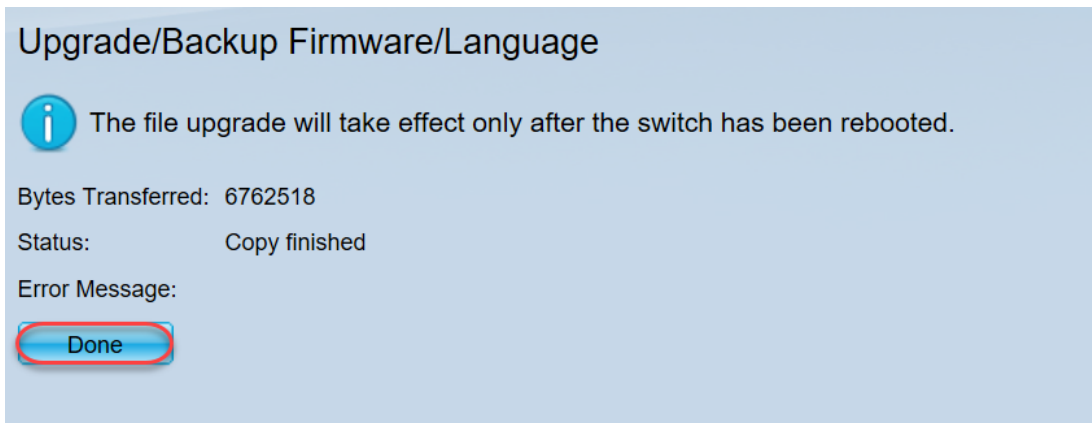 Upgrade/Backup Firmware/Language
The file upgrade will take effect only after the switch has been rebooted.
Bytes Transferred: 6762518
Status: Copy finished
Error Message:
Done